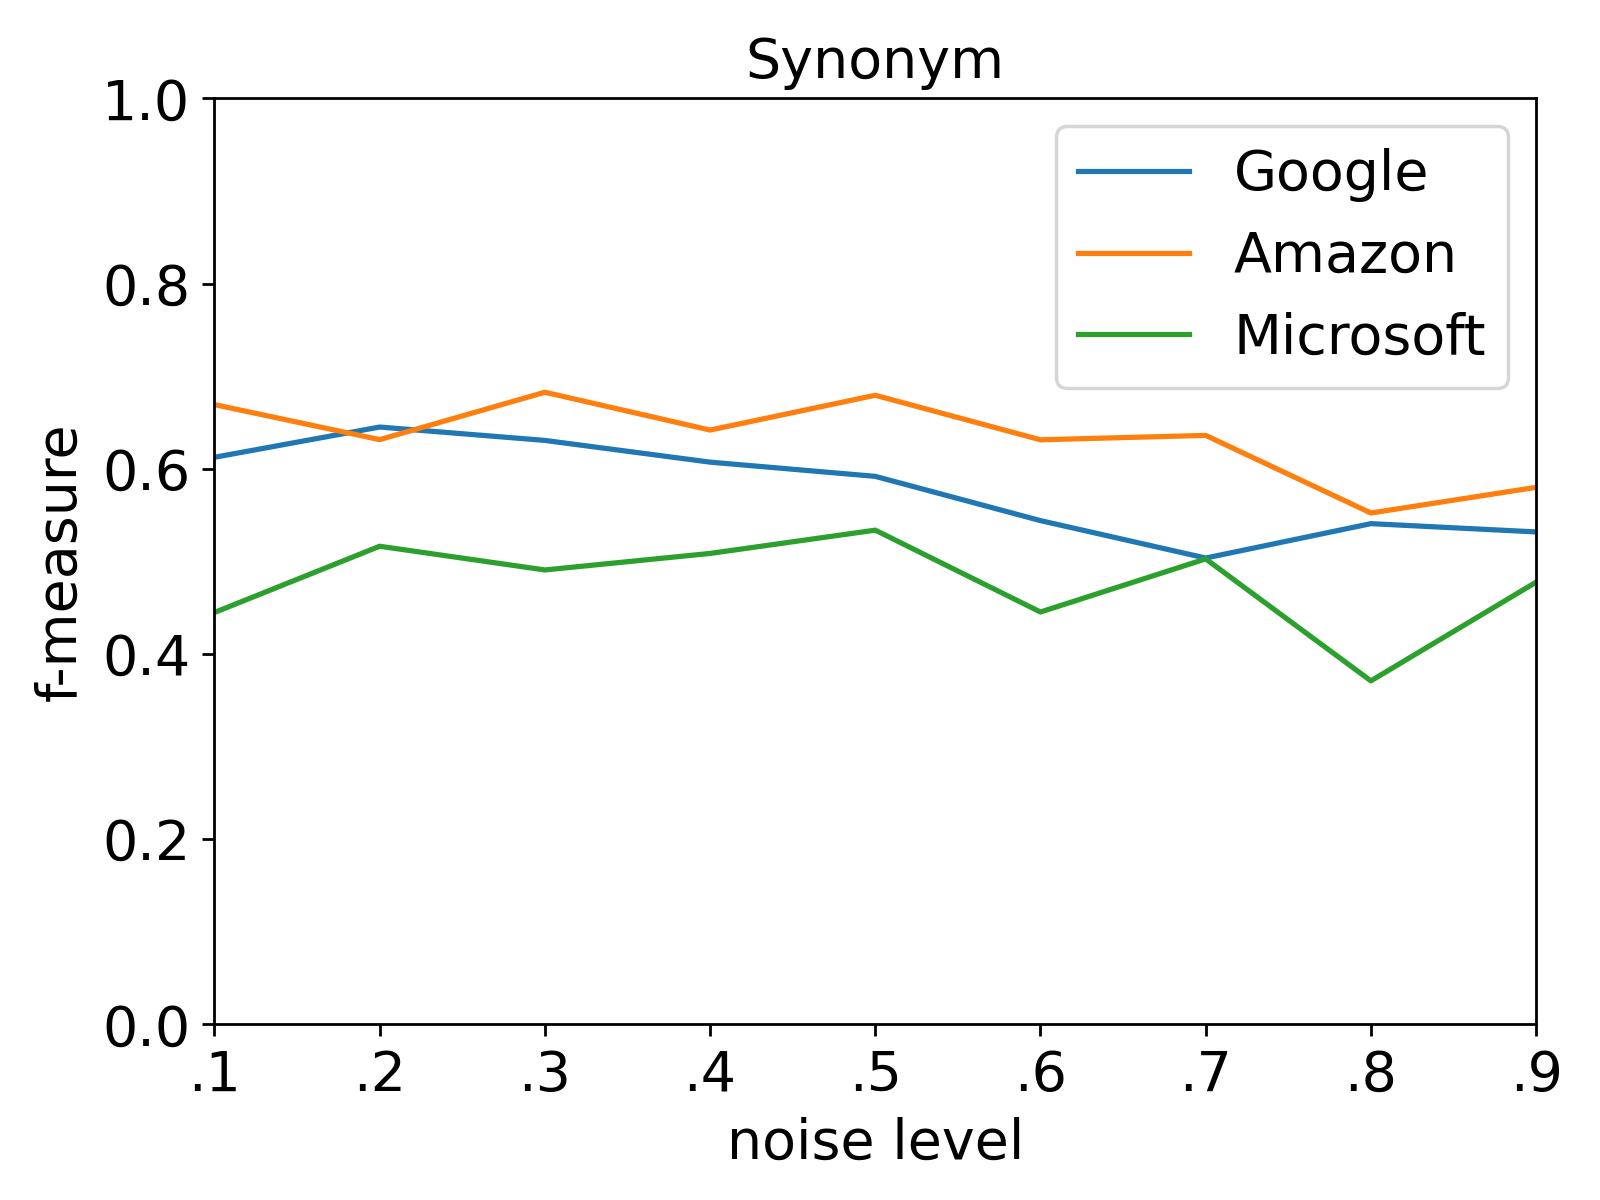 Synonym
1.0
0.8
0.6
0.4
0.2
0.0
f-measure
Google
Amazon
Microsoft
.1 .2 .3 .4 .5 .6 .7 .8 .9
noise level